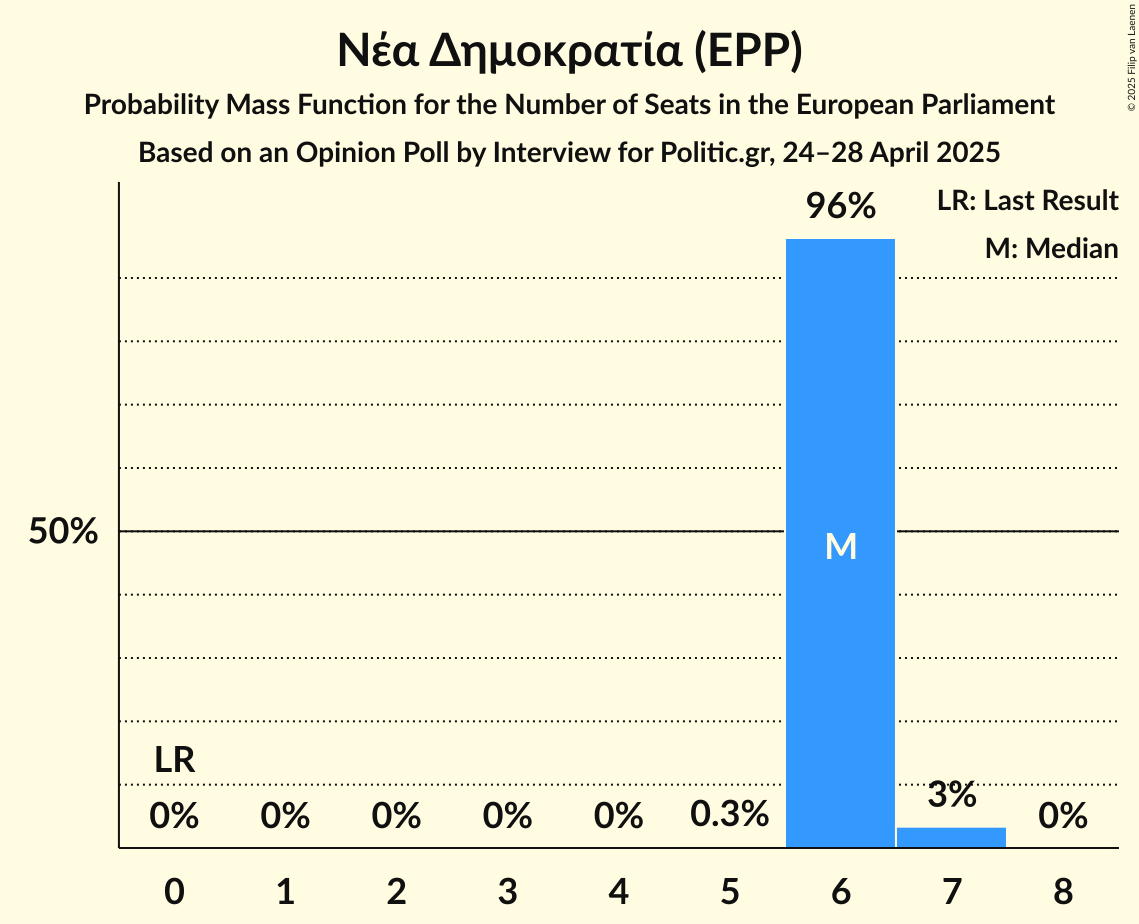 Νέα Δημοκρατία (EPP)
Probability Mass Function for the Number of Seats in the European Parliament
Based on an Opinion Poll by Interview for Politic.gr, 24–28 April 2025
© 2025 Filip van Laenen
LR: Last Result
M: Median
96%
50%
M
LR
0% 0% 0% 0% 0% 0.3% 3% 0%
0 1 2 3 4 5 6 7 8